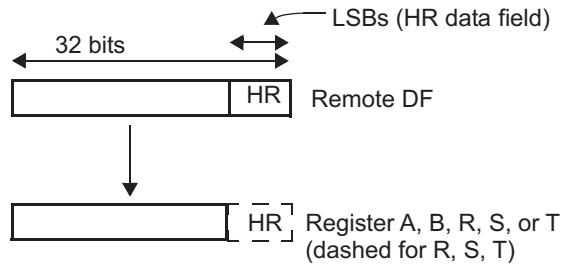 LSBs (HR data field)
32 bits
HR
Remote DF
HR
Register A, B, R, S, or T
(dashed for R, S, T)